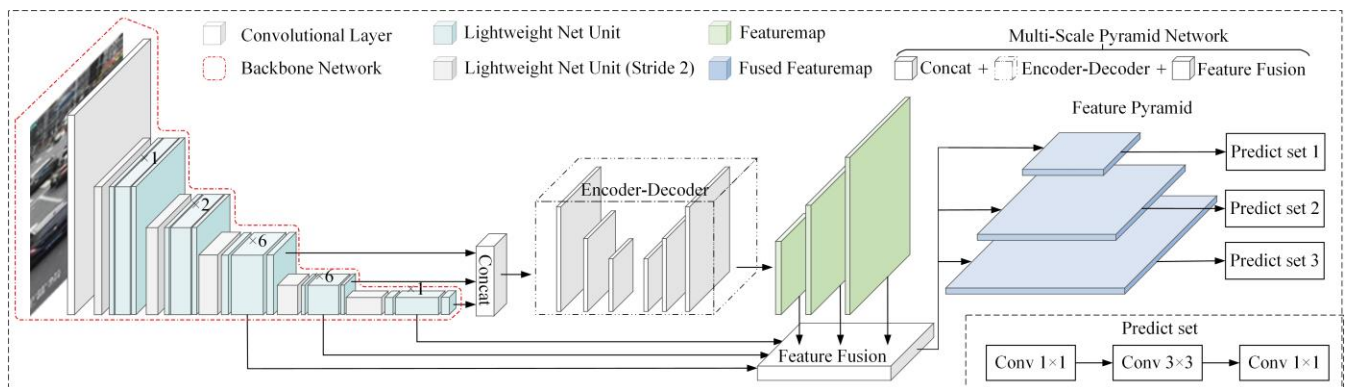 Convolutional Layer
Lightweight Net Unit
Featuremap
Multi-Scale Pyramid Network
Backbone Network
Lightweight Net Unit (Stride 2)
Fused Featuremap
Concat + Encoder-Decoder + Feature Fusion
Feature Pyramid
×1
×2
×6
×6
×1
Concat
Encoder-Decoder
Predict set 1
Predict set 2
Predict set 3
Feature Fusion
Predict set
Conv 1×1
Conv 3×3
Conv 1×1